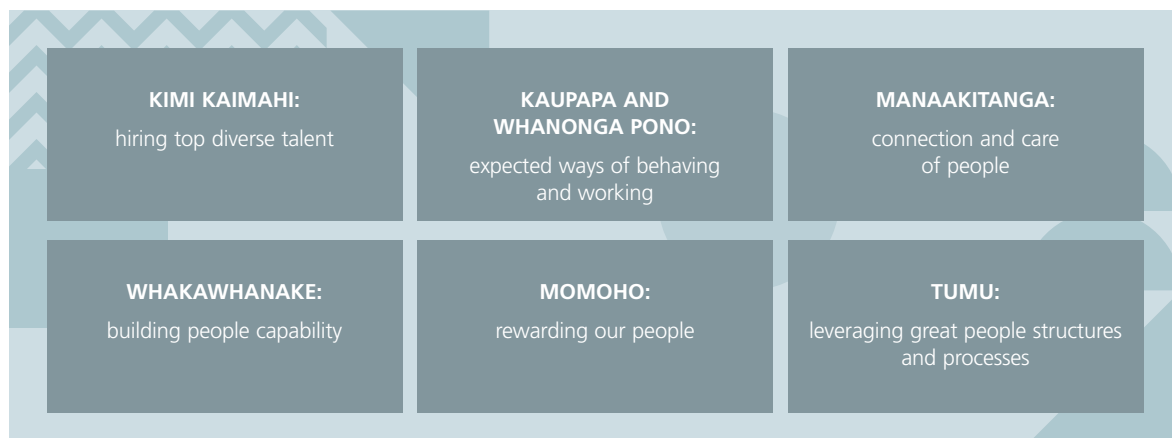 KIMI KAIMAHI:
hiring top diverse talent
KAUPAPA AND
WHANONGA PONO:
expected ways of behaving
and working
MANAAKITANGA:
connection and care
of people
WHAKAWHANAKE:
building people capability
MOMOHO:
rewarding our people
TUMU:
leveraging great people structures
and processes